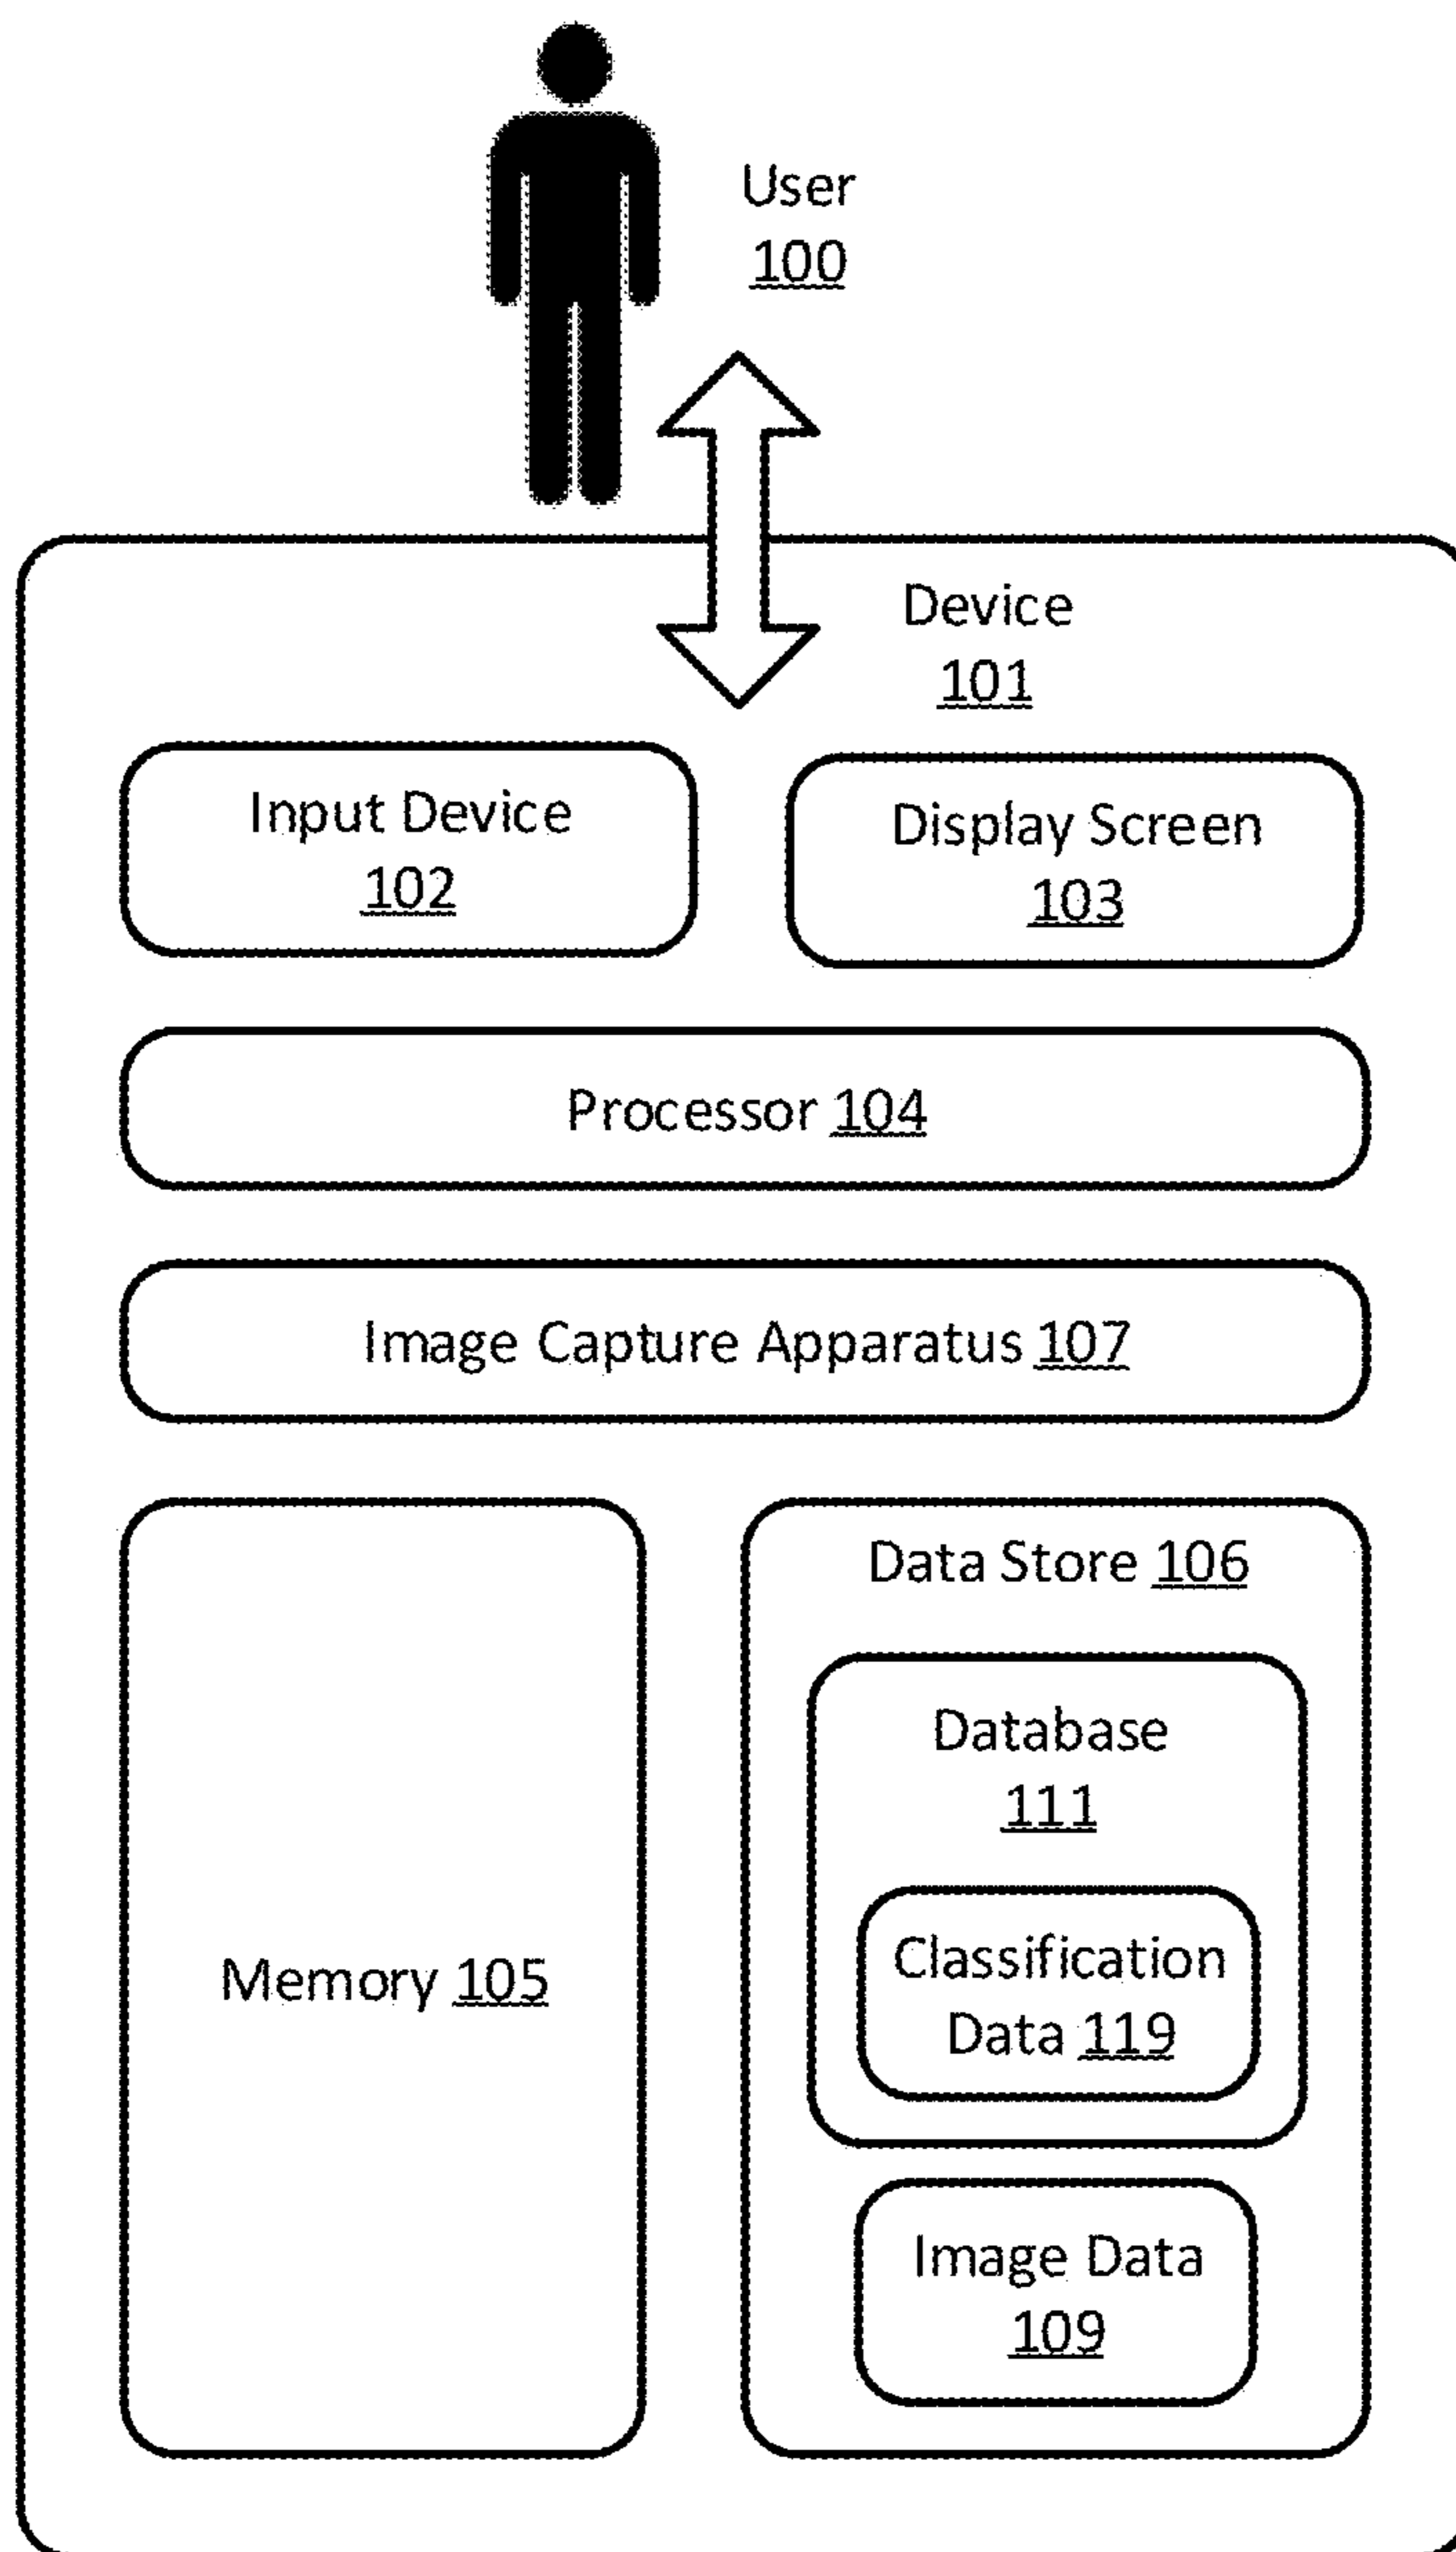 User
100
Device
101
Input Device
102
Display Screen
103
Processor 104
Image Capture Apparatus 107
Memory 105
Data Store 106
Database
111
Classification
Data 119
Image Data
109